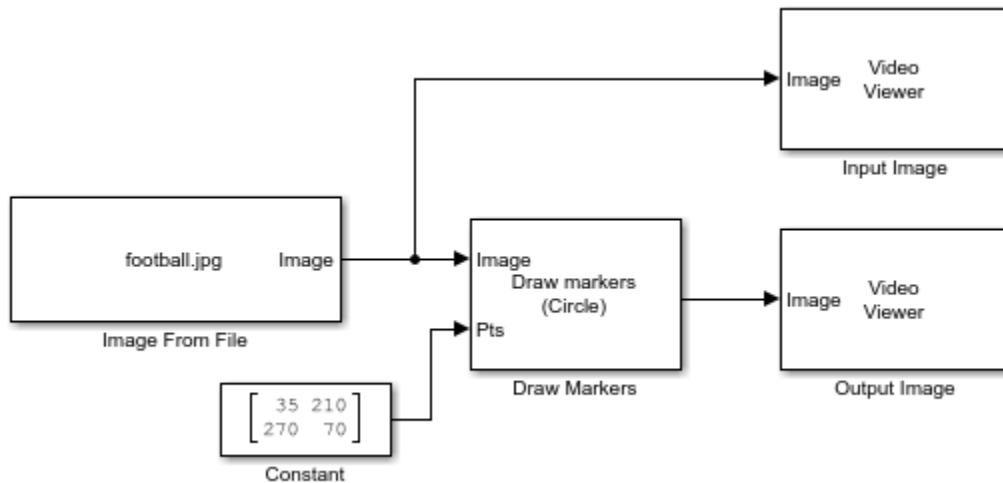 Image
Video
Viewer
Input Image
football.jpg
Image
Image From File
Image
Draw markers
(Circle)
Pts
Draw Markers
Image
Video
Viewer
Output Image
35 210
270 70
Constant